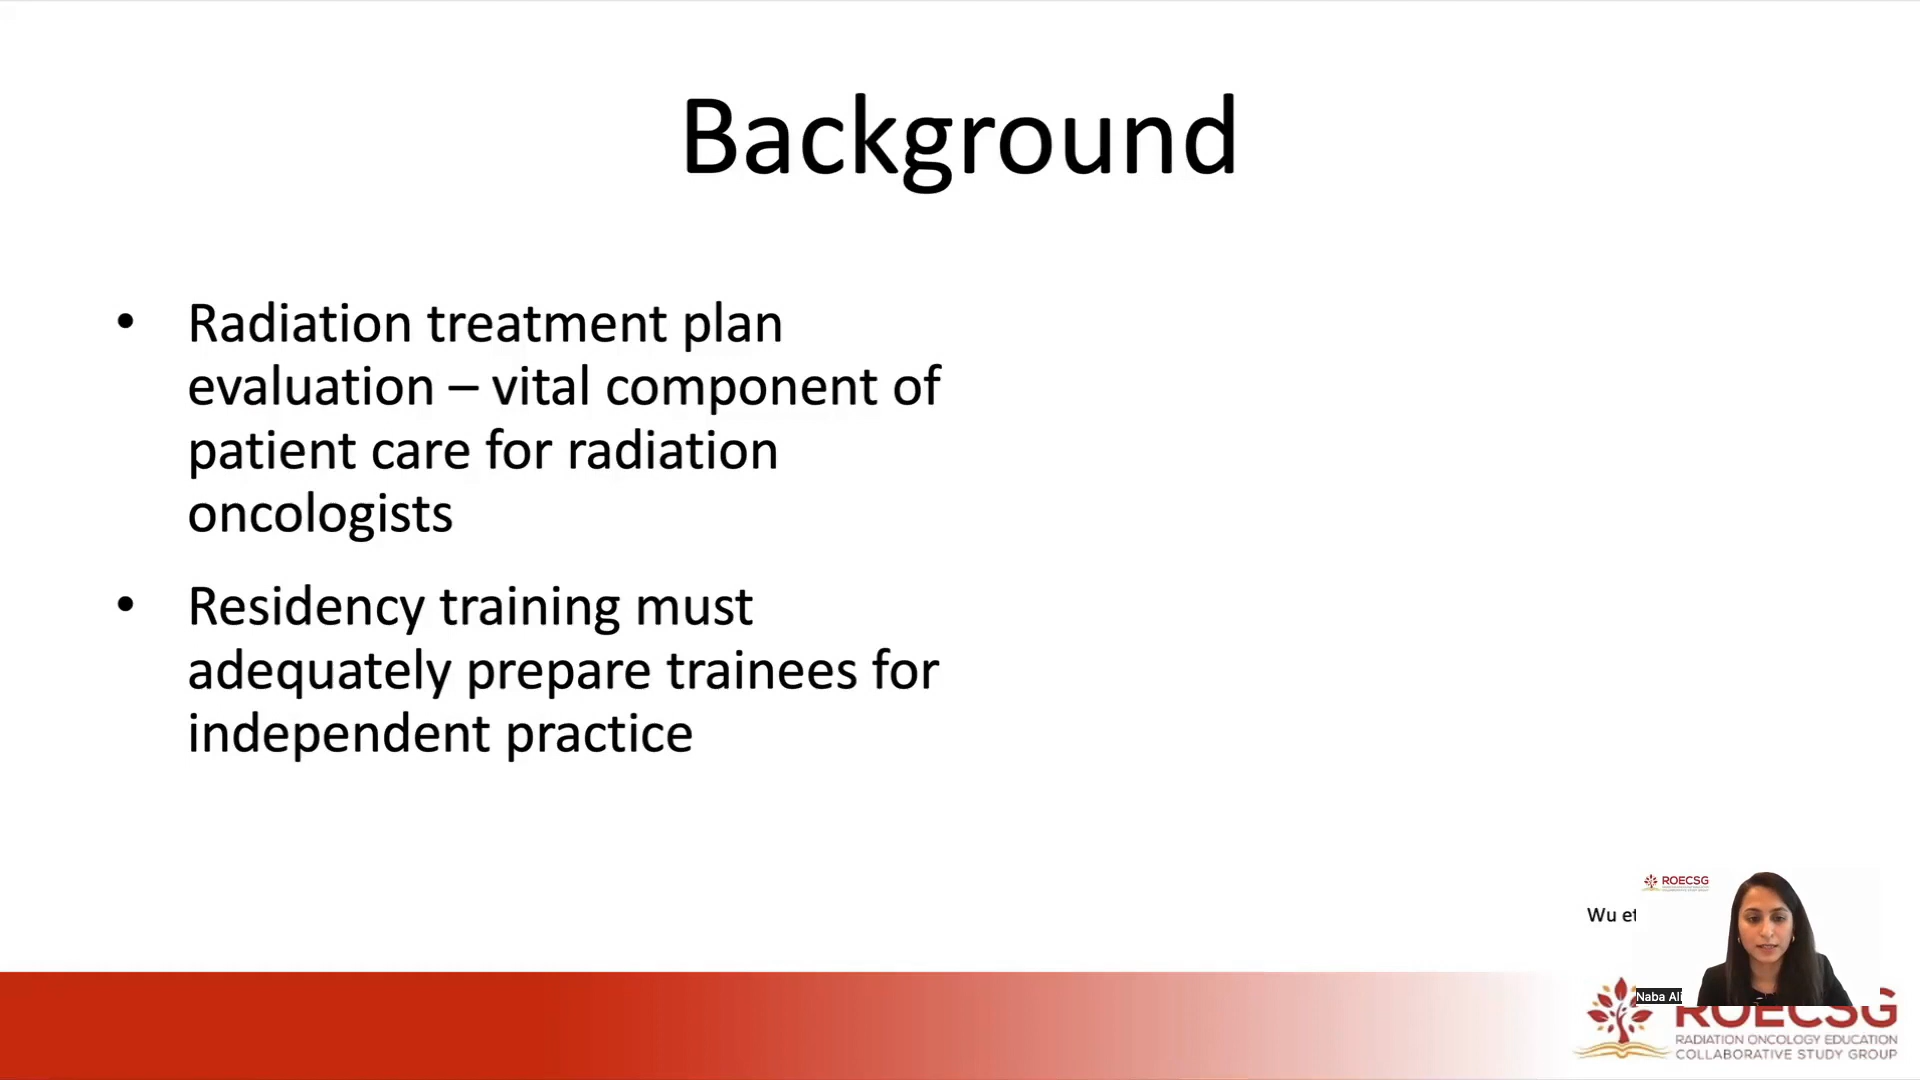 Background
• Radiation treatment plan
evaluation – vital component of
patient care for radiation
oncologists
• Residency training must
adequately prepare trainees for
independent practice
ROECSG
Wu et
Naba Ali
ROECSG
RADIATION ONCOLOGY EDUCATION
COLLABORATIVE STUDY GROUP